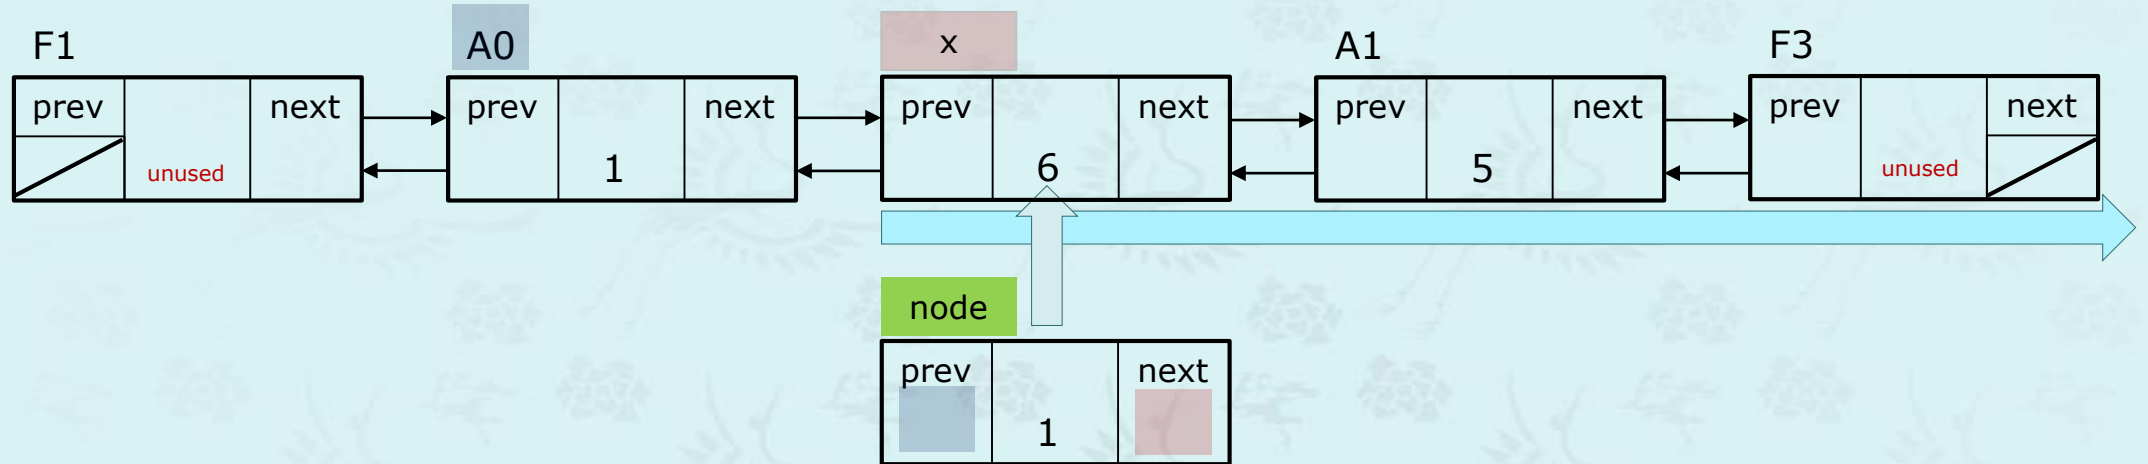 F1
A0
x
A1
F3
prev next
unused
prev next
1
prev next
6
prev next
5
prev next
unused
node
prev next
1